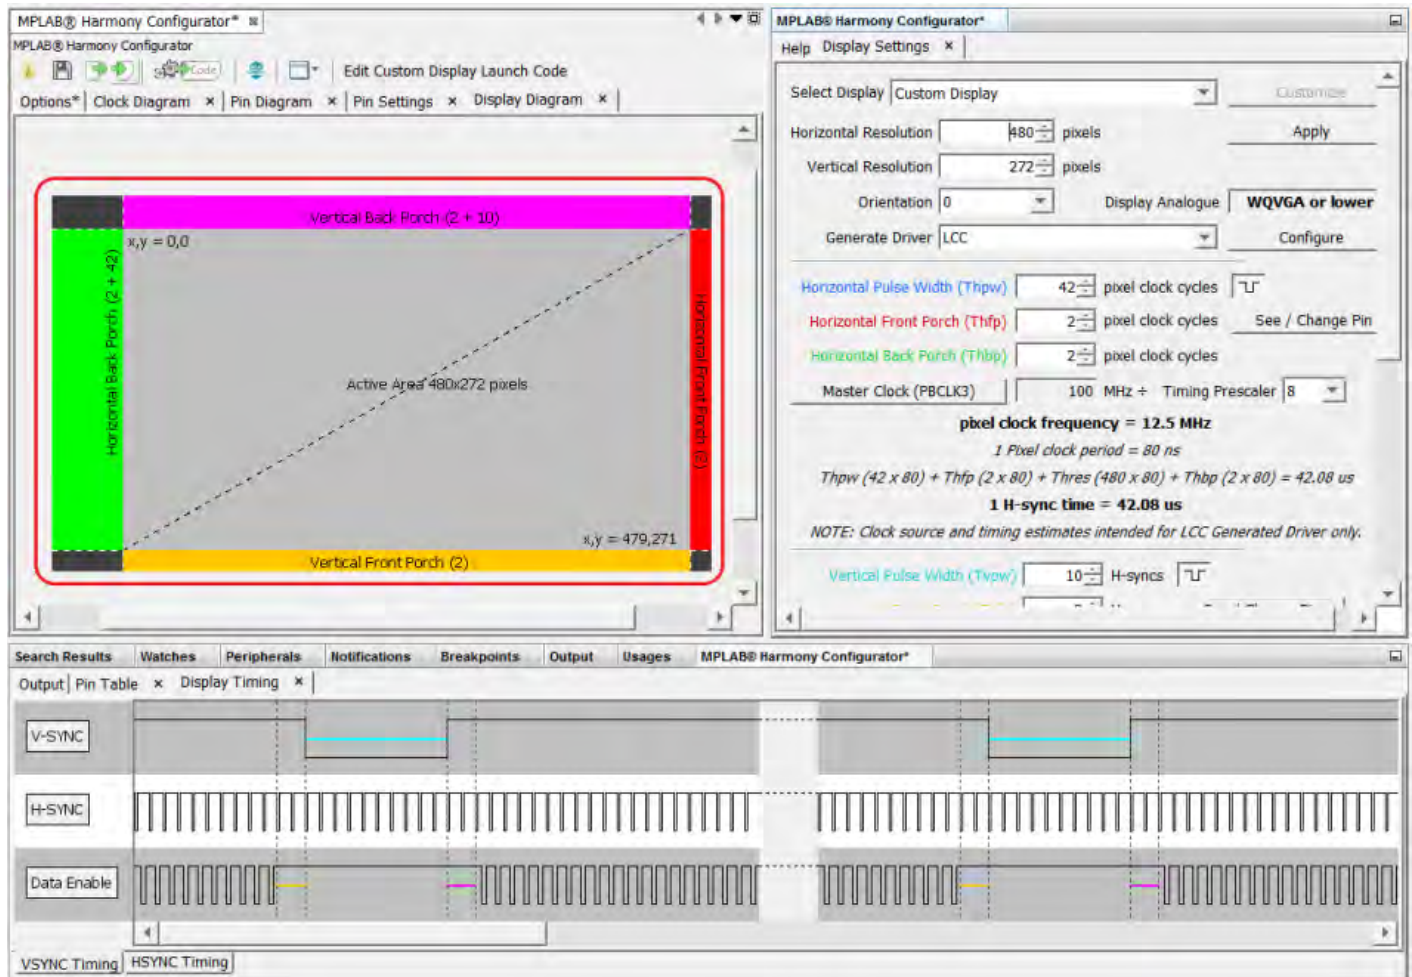 MPLAB® Harmony Configurator*
MPLAB® Harmony Configurator
Edit Custom Display Launch Code
Options* Clock Diagram × Pin Diagram × Pin Settings × Display Diagram ×
Vertical Back Porch (2 + 10)
x,y = 0,0
Horizontal Back Porch (2 + 42)
Active Area 480x272 pixels
Horizontal Front Porch (2)
x,y = 479,271
Vertical Front Porch (2)
MPLAB® Harmony Configurator*
Help Display Settings ×
Select Display Custom Display Customize
Horizontal Resolution 480 pixels Apply
Vertical Resolution 272 pixels
Orientation 0 Display Analogue WQVGA or lower
Generate Driver LCC Configure
Horizontal Pulse Width (Thpw) 42 pixel clock cycles
Horizontal Front Porch (Thfp) 2 pixel clock cycles See / Change Pin
Horizontal Back Porch (Thbp) 2 pixel clock cycles
Master Clock (PBCLK3) 100 MHz ÷ Timing Prescaler 8
pixel clock frequency = 12.5 MHz
1 Pixel clock period = 80 ns
Thpw (42 x 80) + Thfp (2 x 80) + Thres (480 x 80) + Thbp (2 x 80) = 42.08 us
1 H-sync time = 42.08 us
NOTE: Clock source and timing estimates intended for LCC Generated Driver only.
Vertical Pulse Width (Tvpw) 10 H-syncs
Search Results Watches Peripherals Notifications Breakpoints Output Usages MPLAB® Harmony Configurator*
Output Pin Table × Display Timing ×
V-SYNC
H-SYNC
Data Enable
VSYNC Timing HSYNC Timing